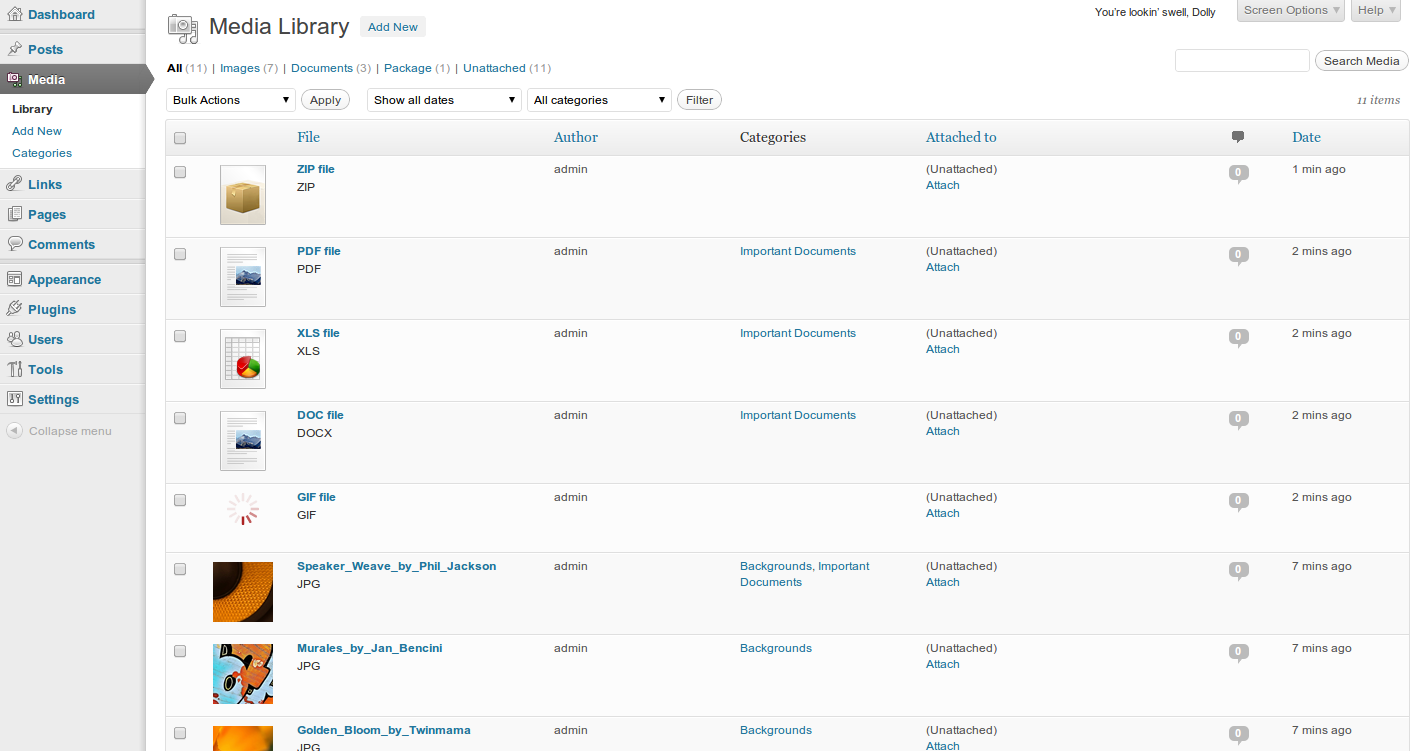 Dashboard
Posts
Media
Library
Add New
Categories
Links
Pages
Comments
Appearance
Plugins
Users
Tools
Settings
Collapse menu
You're lookin' swell, Dolly
Screen Options
Help
Media Library
Add New
All (11) | Images (7) | Documents (3) | Package (1) | Unattached (11)
Search Media
Bulk Actions
Apply
Show all dates
All categories
Filter
11 items
File Author Categories Attached to Date
ZIP file admin (Unattached) 0 1 min ago
ZIP Attach
PDF file admin Important Documents (Unattached) 0 2 mins ago
PDF Attach
XLS file admin Important Documents (Unattached) 0 2 mins ago
XLS Attach
DOC file admin Important Documents (Unattached) 0 2 mins ago
DOCX Attach
GIF file admin (Unattached) 0 2 mins ago
GIF Attach
Speaker_Weave_by_Phil_Jackson admin Backgrounds, Important (Unattached) 0 7 mins ago
JPG Documents Attach
Murales_by_Jan_Bencini admin Backgrounds (Unattached) 0 7 mins ago
JPG Attach
Golden_Bloom_by_Twinmama admin Backgrounds (Unattached) 0 7 mins ago
JPG Attach